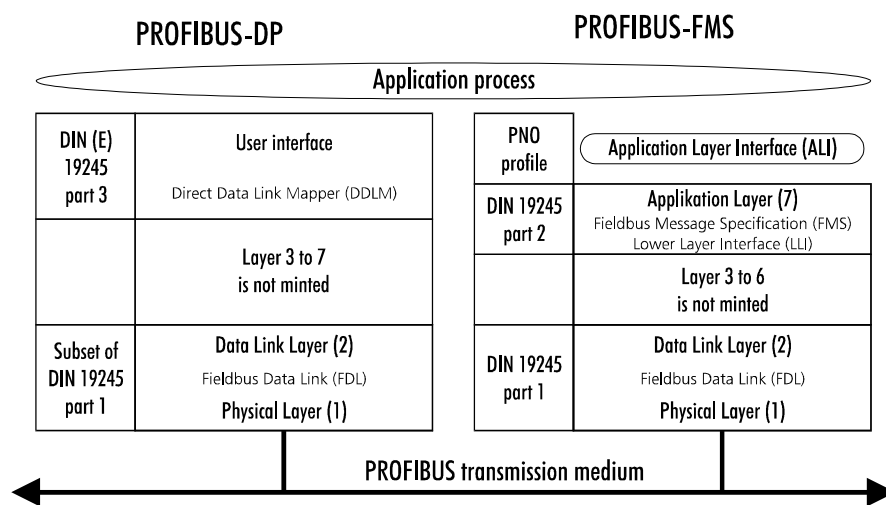 PROFIBUS-DP
PROFIBUS-FMS
Application process
DIN (E)
19245
part 3
User interface
Direct Data Link Mapper (DDLM)
Layer 3 to 7
is not minted
Subset of
DIN 19245
part 1
Data Link Layer (2)
Fieldbus Data Link (FDL)
Physical Layer (1)
PNO
profile
Application Layer Interface (ALI)
DIN 19245
part 2
Applikation Layer (7)
Fieldbus Message Specification (FMS)
Lower Layer Interface (LLI)
Layer 3 to 6
is not minted
DIN 19245
part 1
Data Link Layer (2)
Fieldbus Data Link (FDL)
Physical Layer (1)
PROFIBUS transmission medium